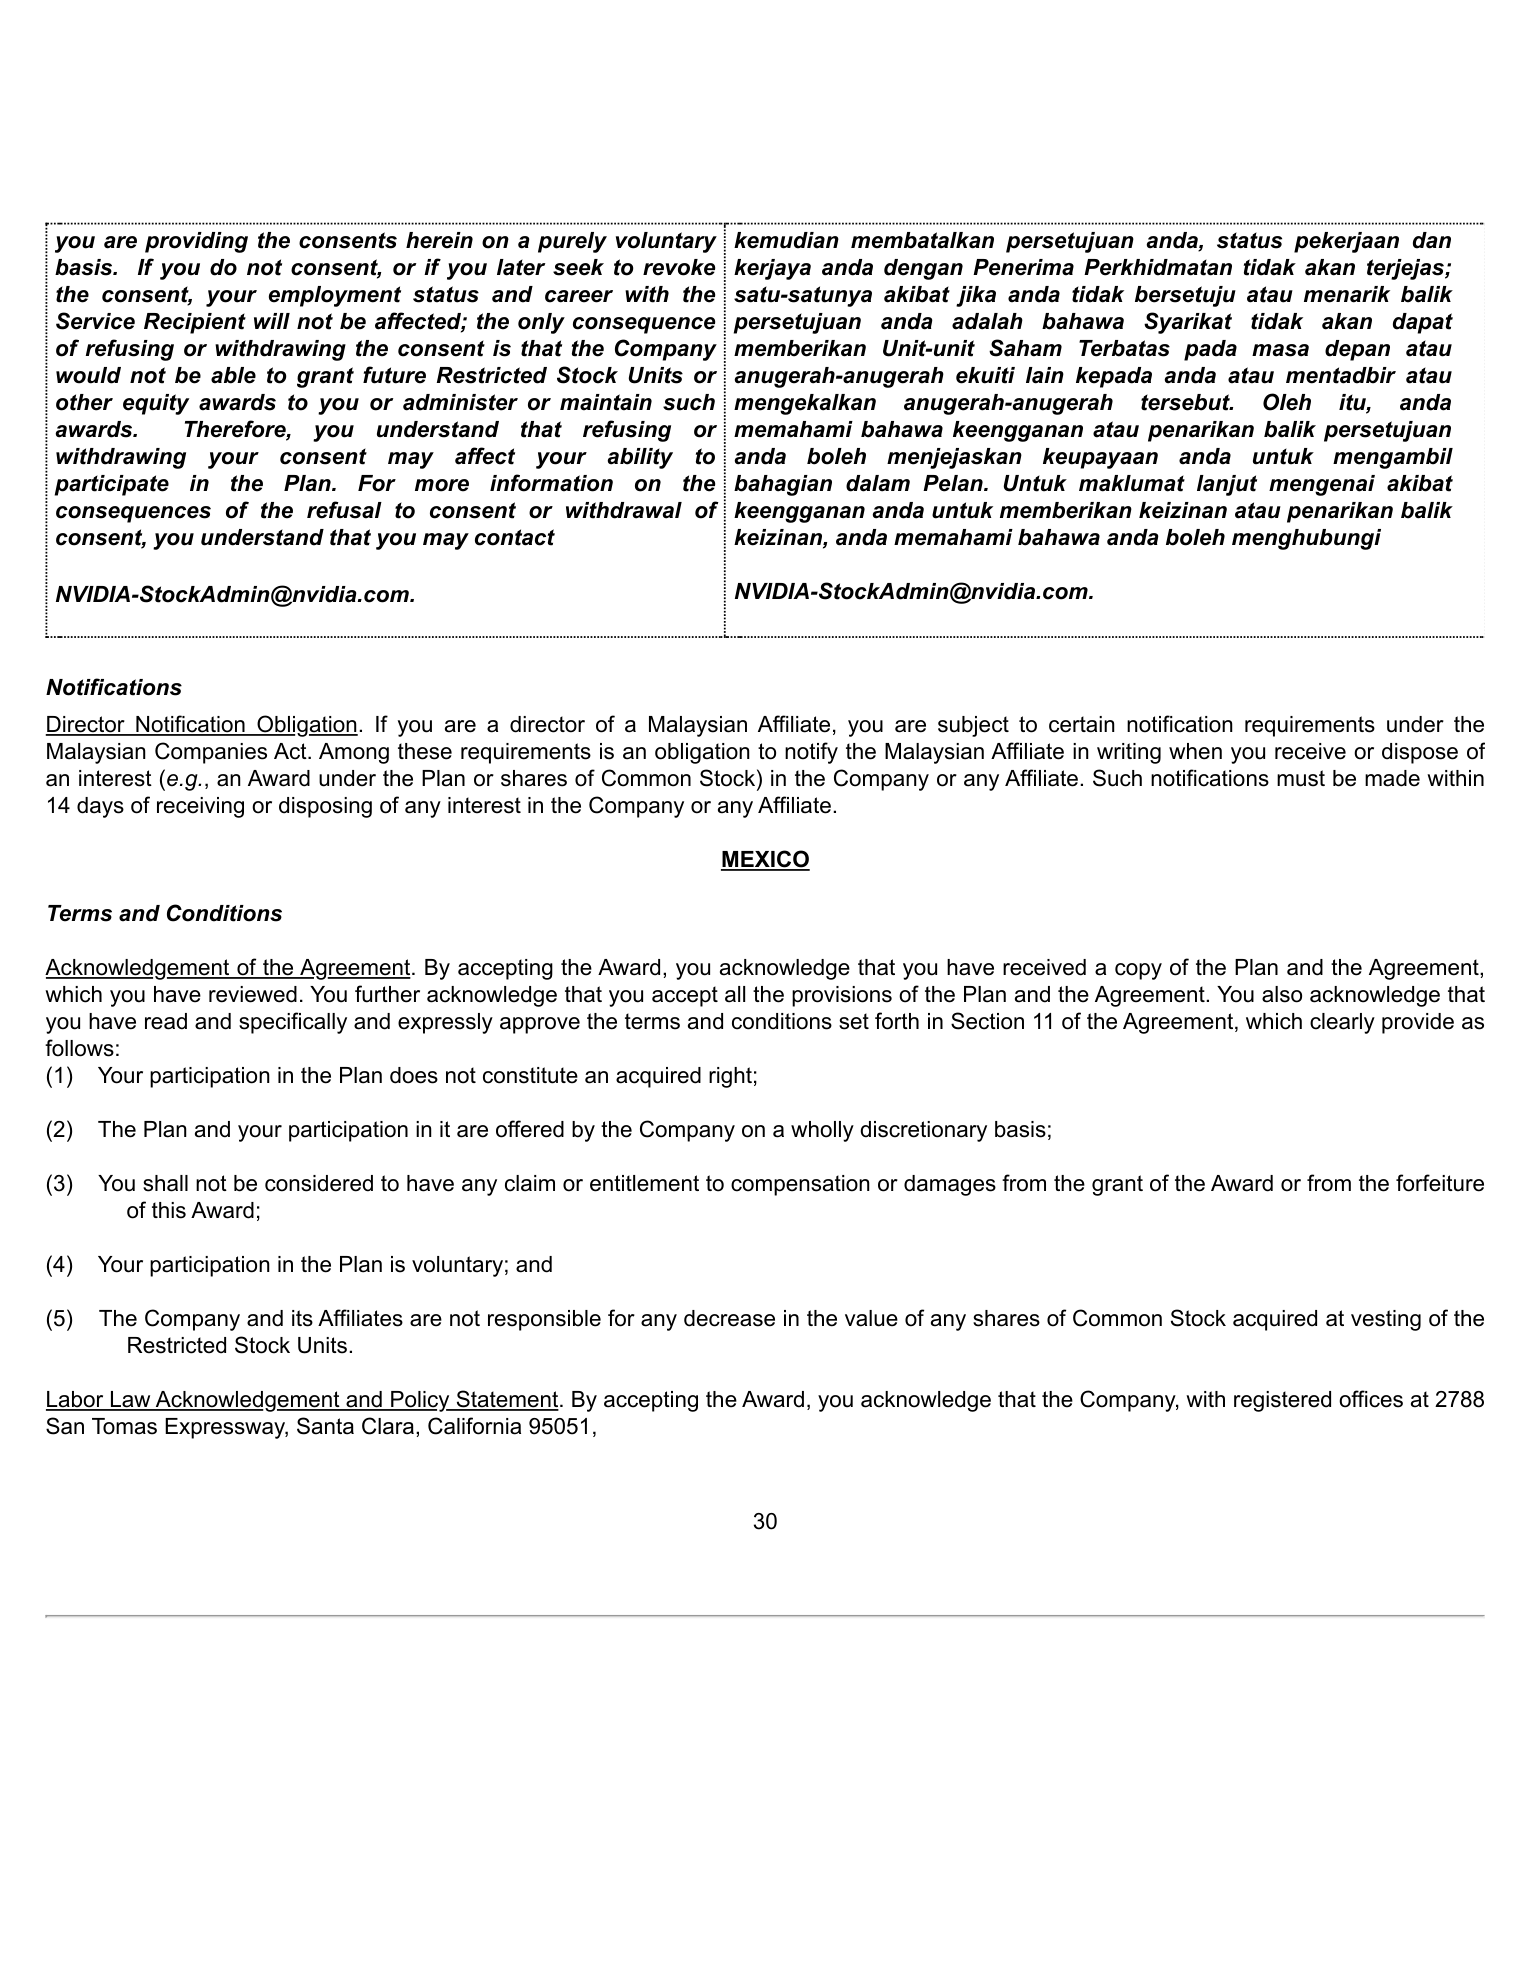 you are providing the consents herein on a purely voluntary
basis. If you do not consent, or if you later seek to revoke
the consent, your employment status and career with the
Service Recipient will not be affected; the only consequence
of refusing or withdrawing the consent is that the Company
would not be able to grant future Restricted Stock Units or
other equity awards to you or administer or maintain such
awards. Therefore, you understand that refusing or
withdrawing your consent may affect your ability to
participate in the Plan. For more information on the
consequences of the refusal to consent or withdrawal of
consent, you understand that you may contact
NVIDIA-StockAdmin@nvidia.com.
kemudian membatalkan persetujuan anda, status pekerjaan dan
kerjaya anda dengan Penerima Perkhidmatan tidak akan terjejas;
satu-satunya akibat jika anda tidak bersetuju atau menarik balik
persetujuan anda adalah bahawa Syarikat tidak akan dapat
memberikan Unit-unit Saham Terbatas pada masa depan atau
anugerah-anugerah ekuiti lain kepada anda atau mentadbir atau
mengekalkan anugerah-anugerah tersebut. Oleh itu, anda
memahami bahawa keengganan atau penarikan balik persetujuan
anda boleh menjejaskan keupayaan anda untuk mengambil
bahagian dalam Pelan. Untuk maklumat lanjut mengenai akibat
keengganan anda untuk memberikan keizinan atau penarikan balik
keizinan, anda memahami bahawa anda boleh menghubungi
NVIDIA-StockAdmin@nvidia.com.
Notifications
Director Notification Obligation. If you are a director of a Malaysian Affiliate, you are subject to certain notification requirements under the
Malaysian Companies Act. Among these requirements is an obligation to notify the Malaysian Affiliate in writing when you receive or dispose of
an interest (e.g., an Award under the Plan or shares of Common Stock) in the Company or any Affiliate. Such notifications must be made within
14 days of receiving or disposing of any interest in the Company or any Affiliate.
MEXICO
Terms and Conditions
Acknowledgement of the Agreement. By accepting the Award, you acknowledge that you have received a copy of the Plan and the Agreement,
which you have reviewed. You further acknowledge that you accept all the provisions of the Plan and the Agreement. You also acknowledge that
you have read and specifically and expressly approve the terms and conditions set forth in Section 11 of the Agreement, which clearly provide as
follows:
(1) Your participation in the Plan does not constitute an acquired right;
(2) The Plan and your participation in it are offered by the Company on a wholly discretionary basis;
(3) You shall not be considered to have any claim or entitlement to compensation or damages from the grant of the Award or from the forfeiture
of this Award;
(4) Your participation in the Plan is voluntary; and
(5) The Company and its Affiliates are not responsible for any decrease in the value of any shares of Common Stock acquired at vesting of the
Restricted Stock Units.
Labor Law Acknowledgement and Policy Statement. By accepting the Award, you acknowledge that the Company, with registered offices at 2788
San Tomas Expressway, Santa Clara, California 95051,
30